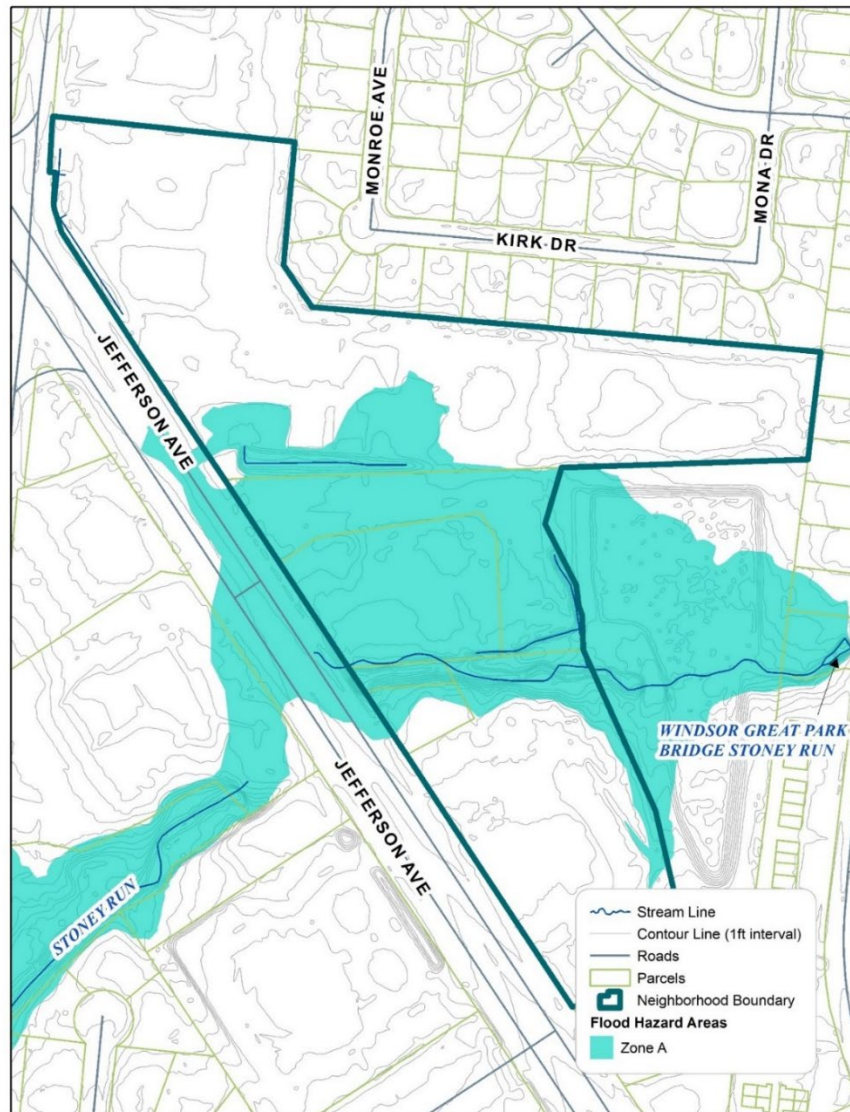 MONROE AVE
MONA DR
KIRK DR
JEFFERSON AVE
WINDSOR GREAT PARK
BRIDGE STONEY RUN
JEFFERSON AVE
STONEY RUN
Stream Line
Contour Line (1ft interval)
Roads
Parcels
Neighborhood Boundary
Flood Hazard Areas
Zone A